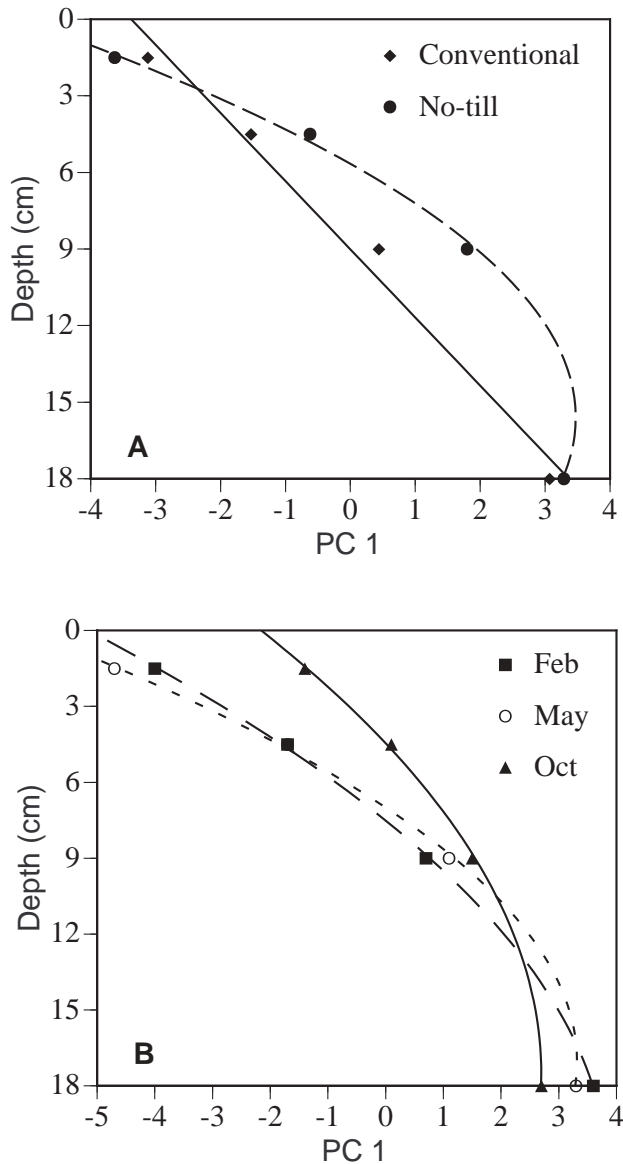 0
3
6
9
12
15
18
Depth (cm)
Conventional
No-till
A
-4 -3 -2 -1 0 1 2 3 4
PC 1
0
3
6
9
12
15
18
Depth (cm)
Feb
May
Oct
B
-5 -4 -3 -2 -1 0 1 2 3 4
PC 1